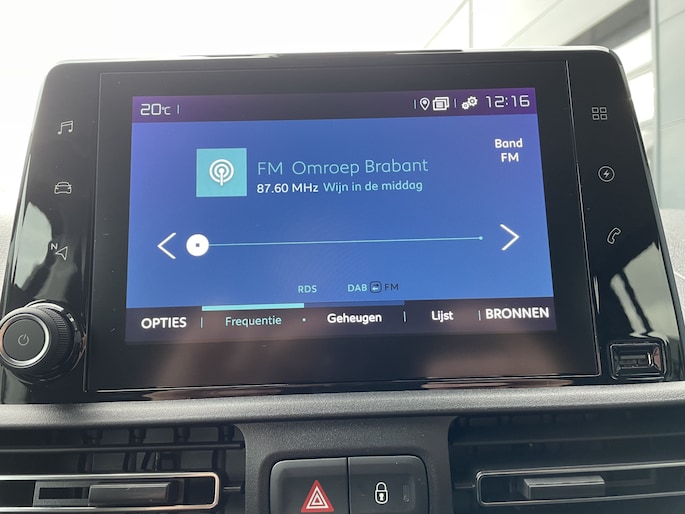 20°C
12:16
FM Omroep Brabant
87.60 MHz Wijn in de middag
Band
FM
RDS DAB FM
OPTIES Frequentie Geheugen Lijst BRONNEN
N